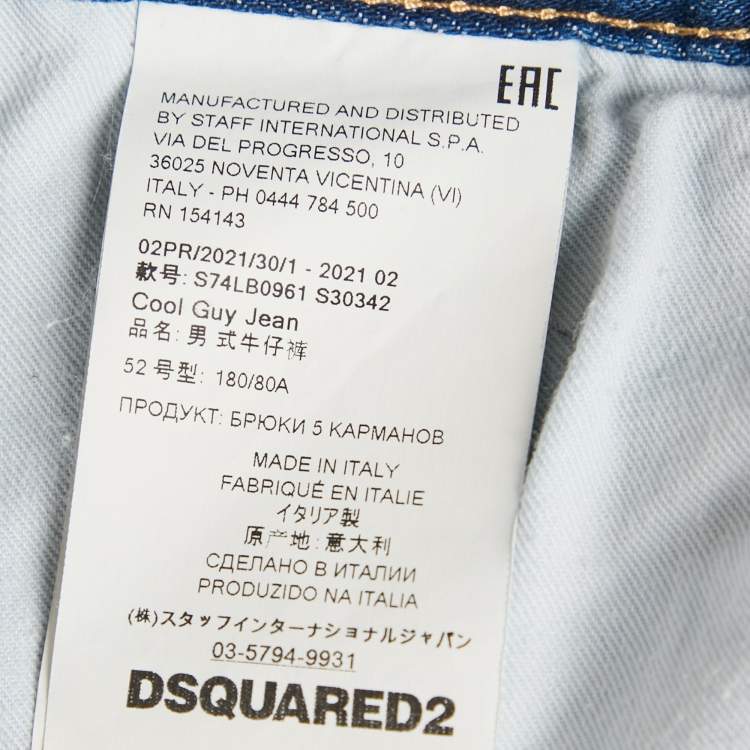 EAC
MANUFACTURED AND DISTRIBUTED
BY STAFF INTERNATIONAL S.P.A.
VIA DEL PROGRESSO, 10
36025 NOVENTA VICENTINA (VI)
ITALY - PH 0444 784 500
RN 154143
02PR/2021/30/1 - 2021 02
款号: S74LB0961 S30342
Cool Guy Jean
品名: 男 式牛仔裤
52 号型: 180/80A
ПРОДУКТ: БРЮКИ 5 КАРМАНОВ
MADE IN ITALY
FABRIQUÉ EN ITALIE
イタリア製
原产地: 意大利
СДЕЛАНО В ИТАЛИИ
PRODUZIDO NA ITALIA
(株)スタッフインターナショナルジャパン
03-5794-9931
DSQUARED2